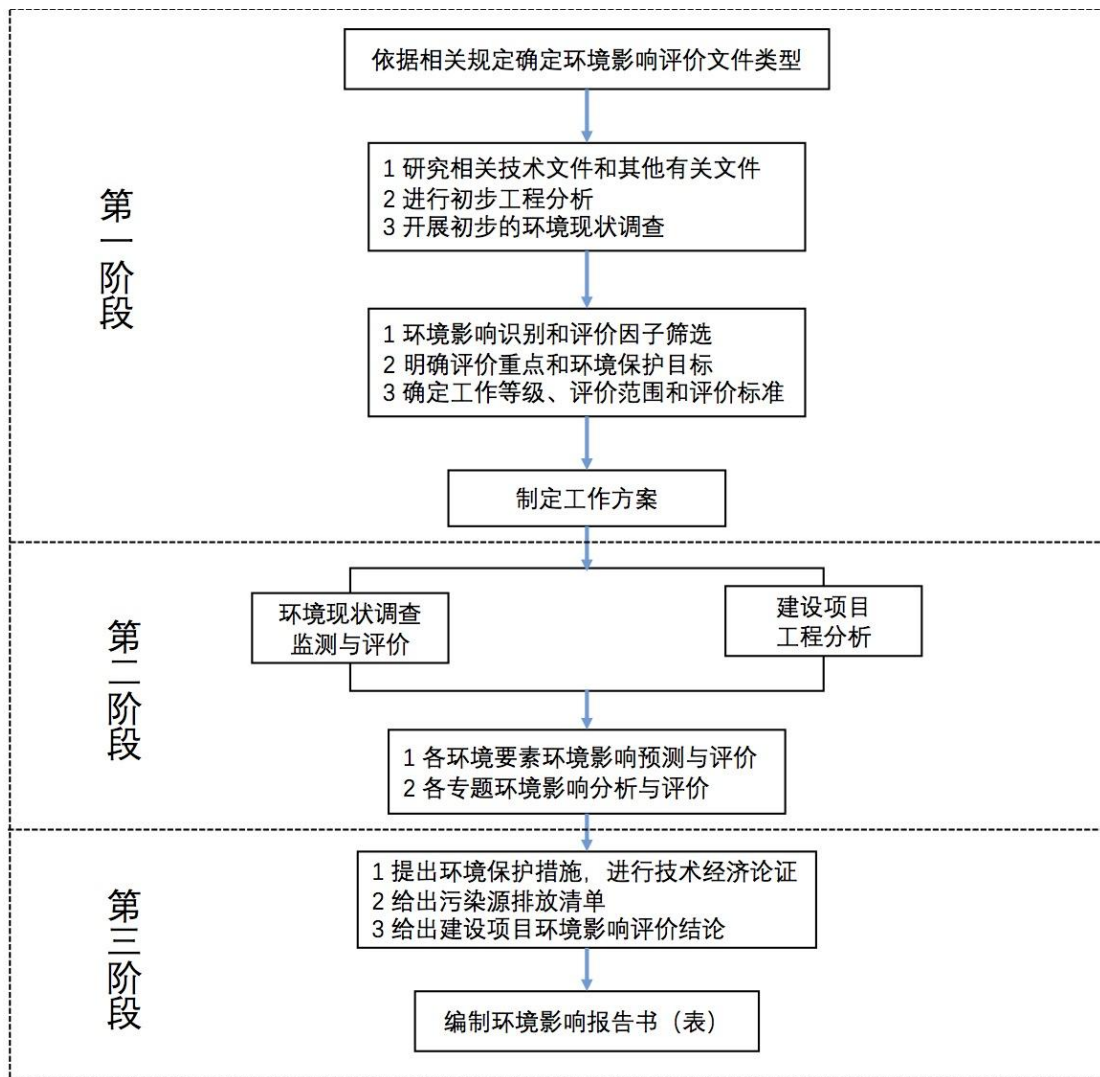 第一阶段
依据相关规定确定环境影响评价文件类型
1 研究相关技术文件和其他有关文件
2 进行初步工程分析
3 开展初步的环境现状调查
1 环境影响识别和评价因子筛选
2 明确评价重点和环境保护目标
3 确定工作等级、评价范围和评价标准
制定工作方案
第二阶段
环境现状调查
监测与评价
建设项目
工程分析
1 各环境要素环境影响预测与评价
2 各专题环境影响分析与评价
第三阶段
1 提出环境保护措施，进行技术经济论证
2 给出污染源排放清单
3 给出建设项目环境影响评价结论
编制环境影响报告书（表）